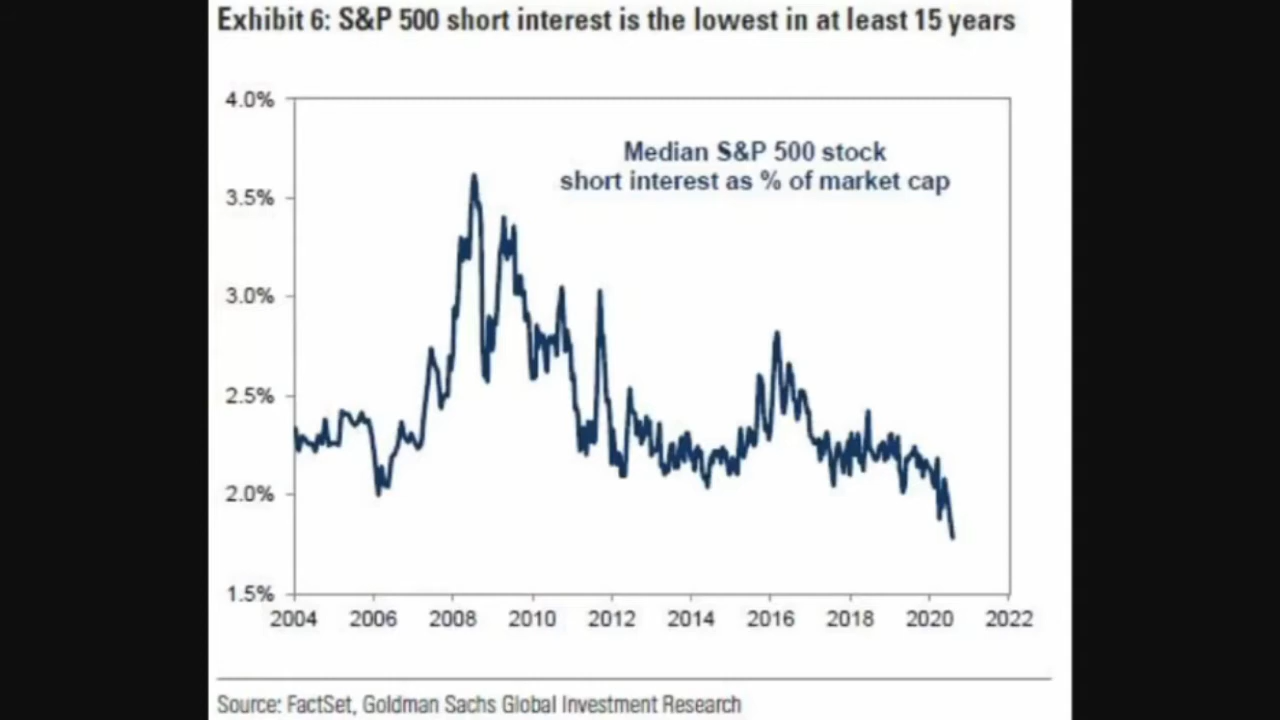 Exhibit 6: S&P 500 short interest is the lowest in at least 15 years
4.0%
Median S&P 500 stock
short interest as % of market cap
3.5%
3.0%
2.5%
2.0%
1.5%
2004 2006 2008 2010 2012 2014 2016 2018 2020 2022
Source: FactSet, Goldman Sachs Global Investment Research